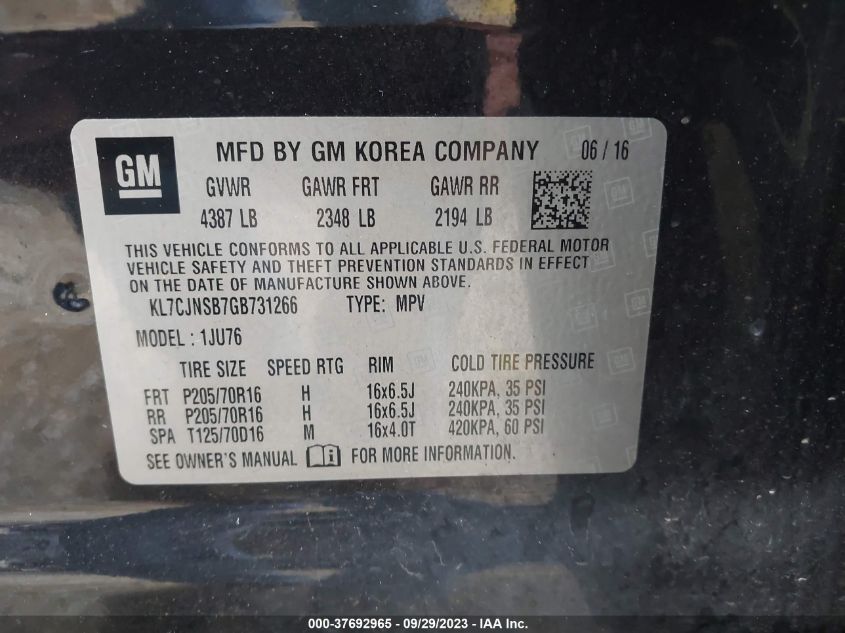 GM
MFD BY GM KOREA COMPANY 06 / 16
GVWR GAWR FRT GAWR RR
4387 LB 2348 LB 2194 LB
THIS VEHICLE CONFORMS TO ALL APPLICABLE U.S. FEDERAL MOTOR
VEHICLE SAFETY AND THEFT PREVENTION STANDARDS IN EFFECT
ON THE DATE OF MANUFACTURE SHOWN ABOVE.
KL7CJNSB7GB731266 TYPE: MPV
MODEL : 1JU76
TIRE SIZE SPEED RTG RIM COLD TIRE PRESSURE
FRT P205/70R16 H 16x6.5J 240KPA, 35 PSI
RR P205/70R16 H 16x6.5J 240KPA, 35 PSI
SPA T125/70D16 M 16x4.0T 420KPA, 60 PSI
SEE OWNER'S MANUAL FOR MORE INFORMATION.
000-37692965 / 09/29/2023 - IAA Inc.